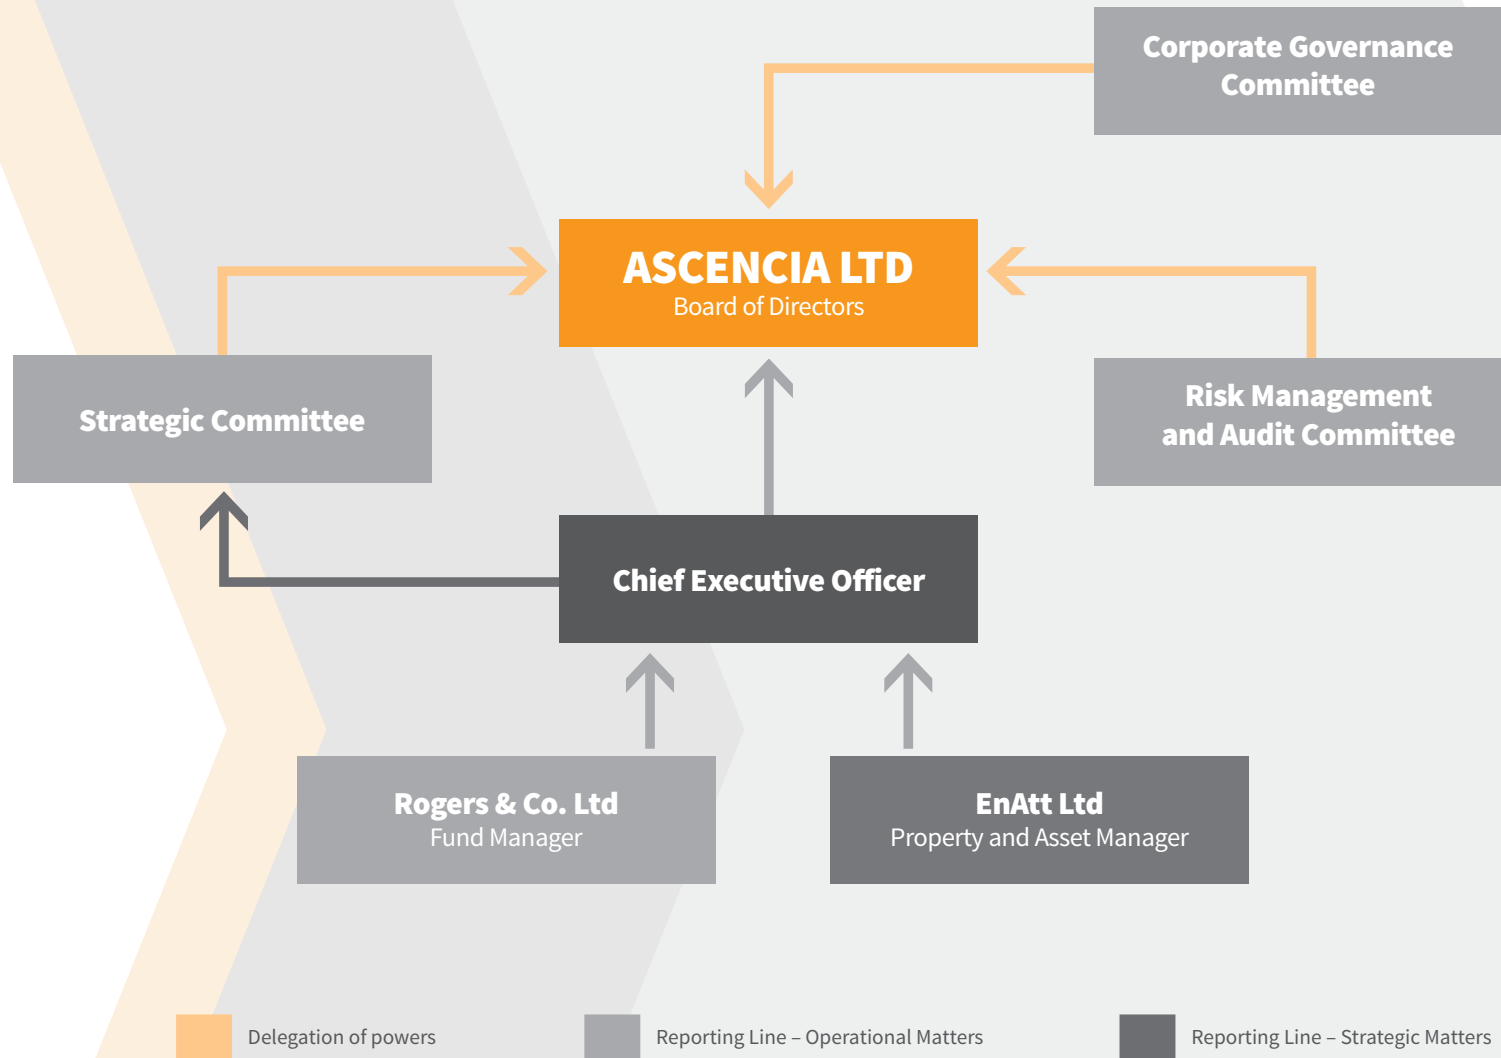 Corporate Governance
Committee
ASCENCIA LTD
Board of Directors
Strategic Committee
Risk Management
and Audit Committee
Chief Executive Officer
Rogers & Co. Ltd
Fund Manager
EnAtt Ltd
Property and Asset Manager
Delegation of powers
Reporting Line – Operational Matters
Reporting Line – Strategic Matters